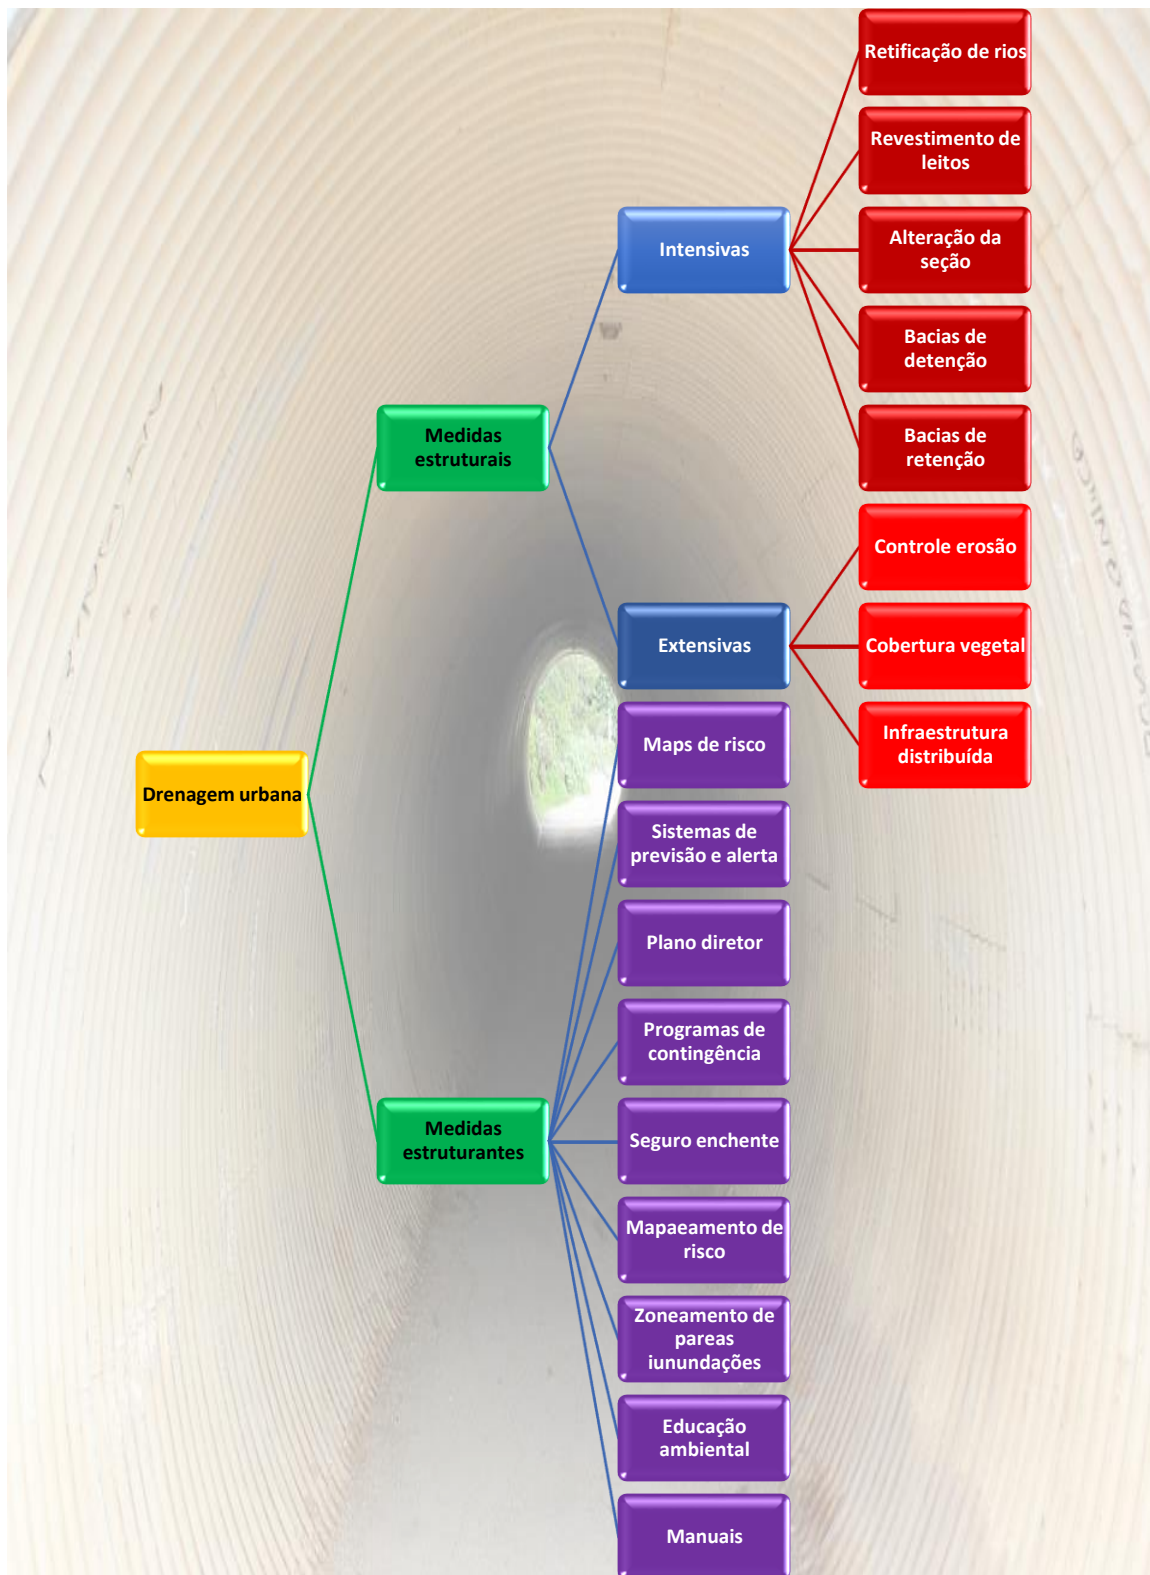 Drenagem urbana
Medidas
estruturais
Intensivas
Retificação de rios
Revestimento de
leitos
Alteração da
seção
Bacias de
detenção
Bacias de
retenção
Extensivas
Controle erosão
Cobertura vegetal
Infraestrutura
distribuída
Medidas
estruturantes
Maps de risco
Sistemas de
previsão e alerta
Plano diretor
Programas de
contingência
Seguro enchente
Mapaeamento de
risco
Zoneamento de
pareas
iunundações
Educação
ambiental
Manuais